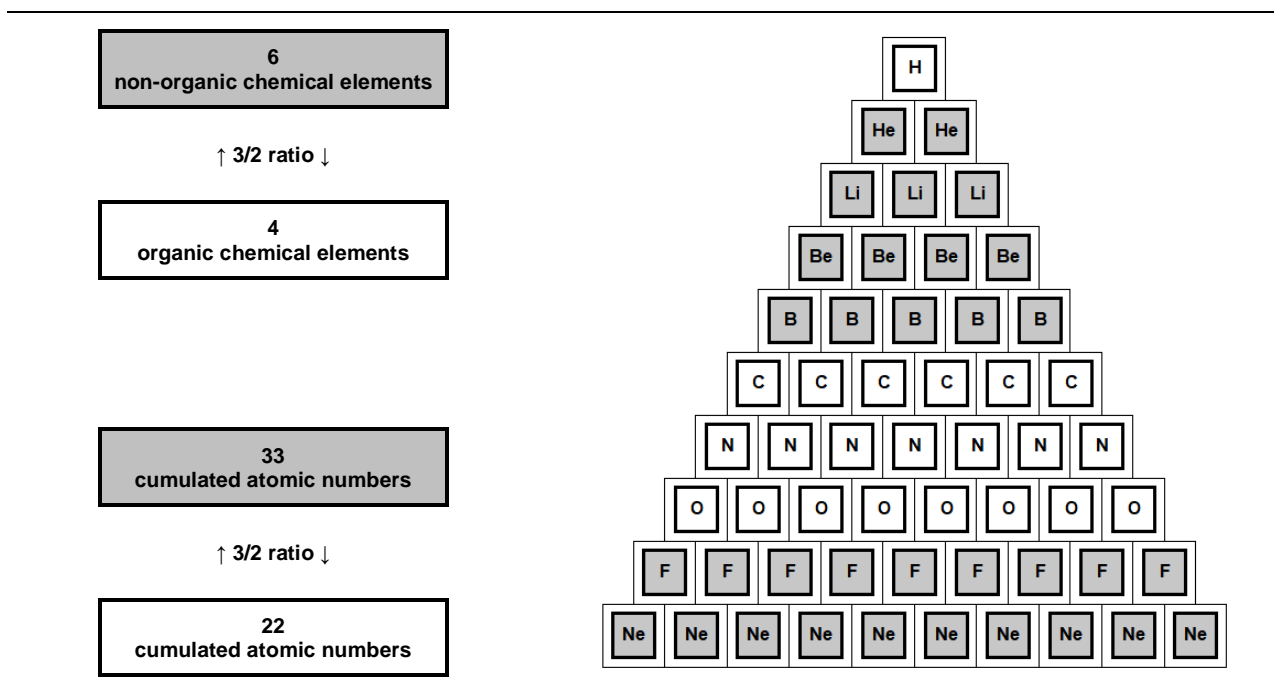 6
non-organic chemical elements
↑ 3/2 ratio ↓
4
organic chemical elements
33
cumulated atomic numbers
↑ 3/2 ratio ↓
22
cumulated atomic numbers
H
He He
Li Li Li
Be Be Be Be
B B B B B
C C C C C C
N N N N N N N
O O O O O O O O
F F F F F F F F F
Ne Ne Ne Ne Ne Ne Ne Ne Ne Ne